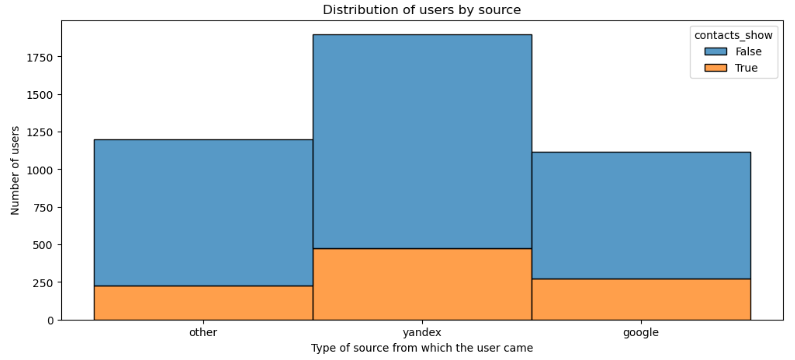 Distribution of users by source
contacts_show
False
True
Number of users
1750
1500
1250
1000
750
500
250
0
other yandex google
Type of source from which the user came